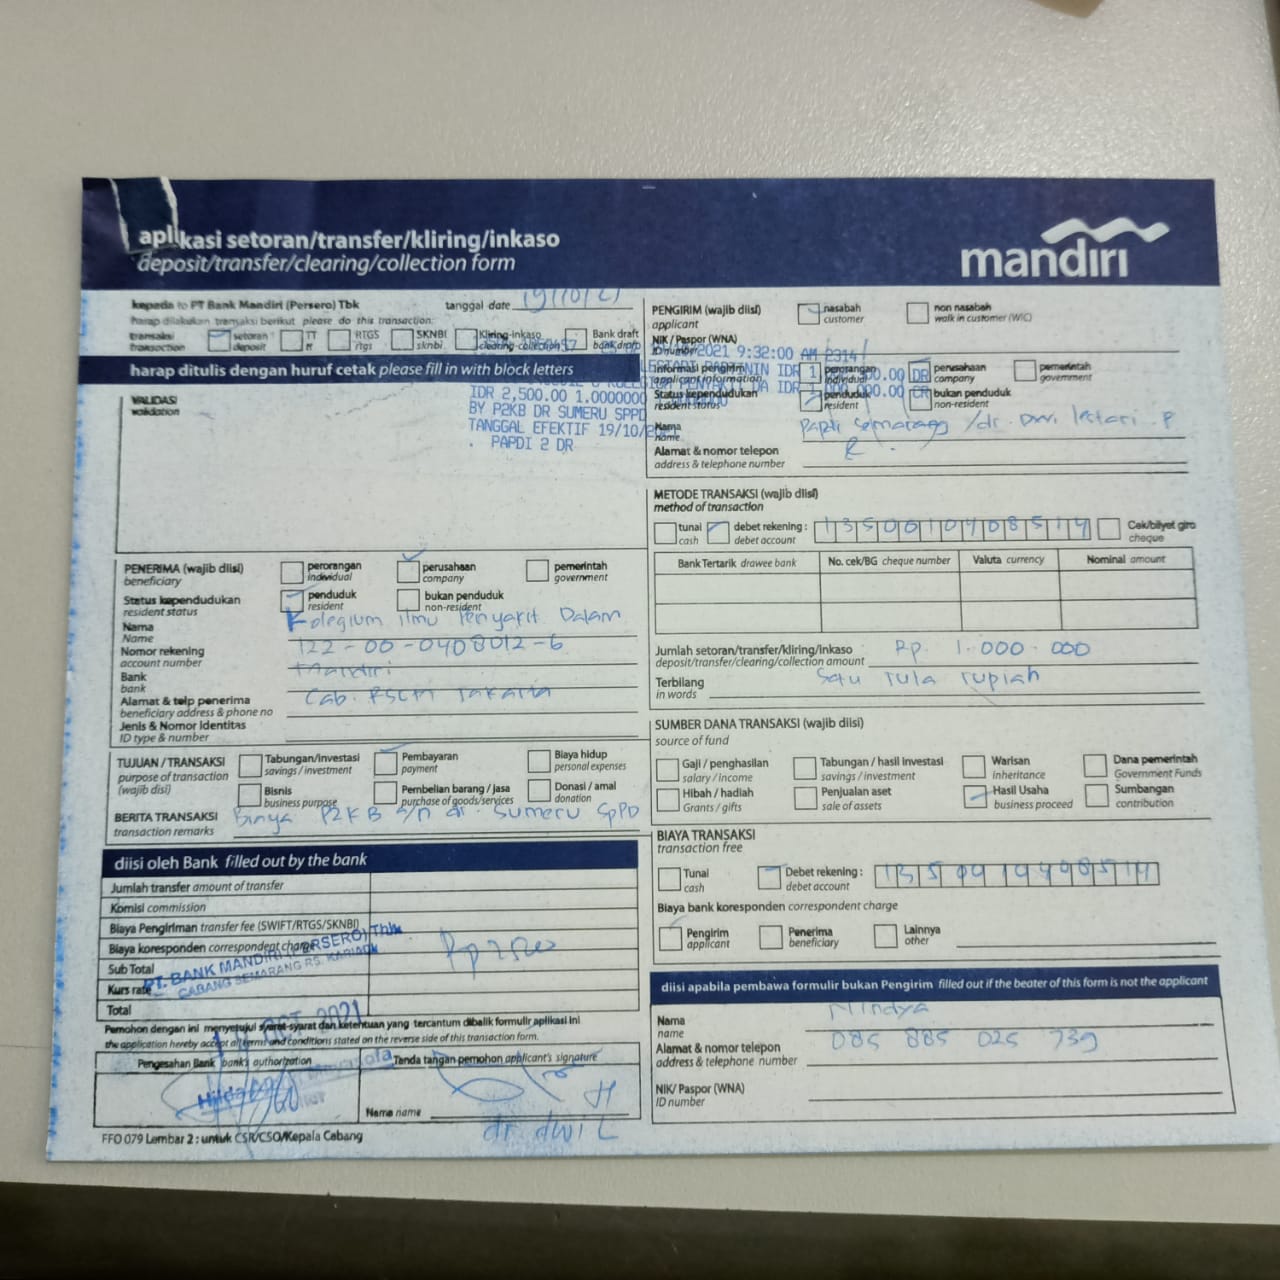 aplikasi setoran/transfer/kliring/inkaso
deposit/transfer/clearing/collection form
mandiri
kepada to PT Bank Mandiri (Persero) Tbk
tanggal date 19/10/21
harap dilakukan transaksi berikut please do this transaction:
transaksi transaction
setoran deposit
TT tt
RTGS rtgs
SKNBI sknbi
Kliring-inkaso clearing-collection
Bank draft bank draft
harap ditulis dengan huruf cetak please fill in with block letters
VALIDASI
validation
2021 9:32:00 AM 2314
IDR 2,500.00 1.0000000
BY P2KB DR SUMERU SPPD
TANGGAL EFEKTIF 19/10/
. PAPDI 2 DR
PENERIMA (wajib diisi)
beneficiary
perorangan individual
perusahaan company
pemerintah government
Status kependudukan
resident status
penduduk resident
bukan penduduk non-resident
Nama
Name
Kolegium Ilmu Penyakit Dalam
Nomor rekening
account number
122-00-0408012-6
Bank
bank
Mandiri
Alamat & telp penerima
beneficiary address & phone no
Cab. RSCM Jakarta
Jenis & Nomor Identitas
ID type & number
TUJUAN / TRANSAKSI
purpose of transaction
(wajib diisi)
Tabungan/Investasi savings/investment
Pembayaran payment
Biaya hidup personal expenses
Bisnis business purpose
Pembelian barang / jasa purchase of goods/services
Donasi / amal donation
BERITA TRANSAKSI
transaction remarks
Biaya P2KB a/n dr. Sumeru SpPD
diisi oleh Bank filled out by the bank
Jumlah transfer amount of transfer
Komisi commission
Biaya Pengiriman transfer fee (SWIFT/RTGS/SKNBI)
Biaya koresponden correspondent charge
Sub Total
Kurs rate
Total
Rp 2500
PT. BANK MANDIRI (PERSERO) Tbk
CABANG SEMARANG RS. KARIADI
OCT 2021
Pemohon dengan ini menyetujui syarat-syarat dan ketentuan yang tercantum dibalik formulir aplikasi ini
the application hereby accept all terms and conditions stated on the reverse side of this transaction form.
Pengesahan Bank bank's authorization
Tanda tangan pemohon applicant's signature
Nama name
dr dwi L
FFO 079 Lembar 2 : untuk CSR/CSO/Kepala Cabang
PENGIRIM (wajib diisi)
applicant
nasabah customer
non nasabah walk in customer (WIC)
NIK / Paspor (WNA)
ID number
Informasi pengirim
applicant information
perorangan individual
perusahaan company
pemerintah government
Status kependudukan
resident status
penduduk resident
bukan penduduk non-resident
Nama
name
Papdi Semarang /dr. Dwi lestari. P
R.
Alamat & nomor telepon
address & telephone number
METODE TRANSAKSI (wajib diisi)
method of transaction
tunai cash
debet rekening : debet account
1350010408514
Cek/bilyet giro cheque
Bank Tertarik drawee bank
No. cek/BG cheque number
Valuta currency
Nominal amount
Jumlah setoran/transfer/kliring/inkaso
deposit/transfer/clearing/collection amount
Rp. 1.000.000
Terbilang
in words
Satu Juta rupiah
SUMBER DANA TRANSAKSI (wajib diisi)
source of fund
Gaji / penghasilan salary / income
Tabungan / hasil investasi savings / investment
Warisan inheritance
Dana pemerintah Government Funds
Hibah / hadiah Grants / gifts
Penjualan aset sale of assets
Hasil Usaha business proceed
Sumbangan contribution
BIAYA TRANSAKSI
transaction free
Tunai cash
Debet rekening : debet account
Biaya bank koresponden correspondent charge
Pengirim applicant
Penerima beneficiary
Lainnya other
diisi apabila pembawa formulir bukan Pengirim filled out if the beater of this form is not the applicant
Nama
name
Nindya
Alamat & nomor telepon
address & telephone number
085 885 025 739
NIK/ Paspor (WNA)
ID number